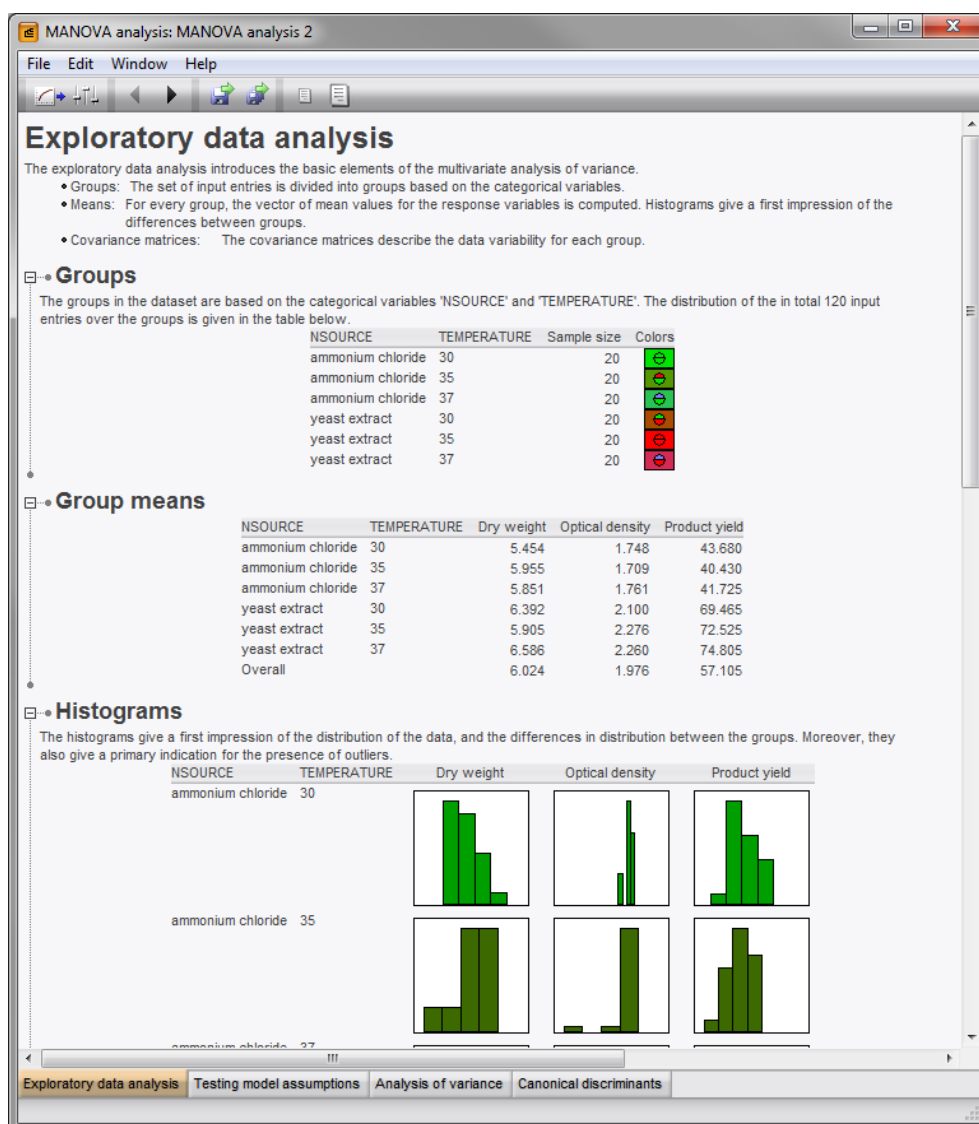 MANOVA analysis: MANOVA analysis 2
File Edit Window Help
Exploratory data analysis
The exploratory data analysis introduces the basic elements of the multivariate analysis of variance.
• Groups: The set of input entries is divided into groups based on the categorical variables.
• Means: For every group, the vector of mean values for the response variables is computed. Histograms give a first impression of the
differences between groups.
• Covariance matrices: The covariance matrices describe the data variability for each group.
Groups
The groups in the dataset are based on the categorical variables 'NSOURCE' and 'TEMPERATURE'. The distribution of the in total 120 input
entries over the groups is given in the table below.
NSOURCE TEMPERATURE Sample size Colors
ammonium chloride 30 20
ammonium chloride 35 20
ammonium chloride 37 20
yeast extract 30 20
yeast extract 35 20
yeast extract 37 20
Group means
NSOURCE TEMPERATURE Dry weight Optical density Product yield
ammonium chloride 30 5.454 1.748 43.680
ammonium chloride 35 5.955 1.709 40.430
ammonium chloride 37 5.851 1.761 41.725
yeast extract 30 6.392 2.100 69.465
yeast extract 35 5.905 2.276 72.525
yeast extract 37 6.586 2.260 74.805
Overall 6.024 1.976 57.105
Histograms
The histograms give a first impression of the distribution of the data, and the differences in distribution between the groups. Moreover, they
also give a primary indication for the presence of outliers.
NSOURCE TEMPERATURE Dry weight Optical density Product yield
ammonium chloride 30
ammonium chloride 35
ammonium chloride 37
Exploratory data analysis Testing model assumptions Analysis of variance Canonical discriminants